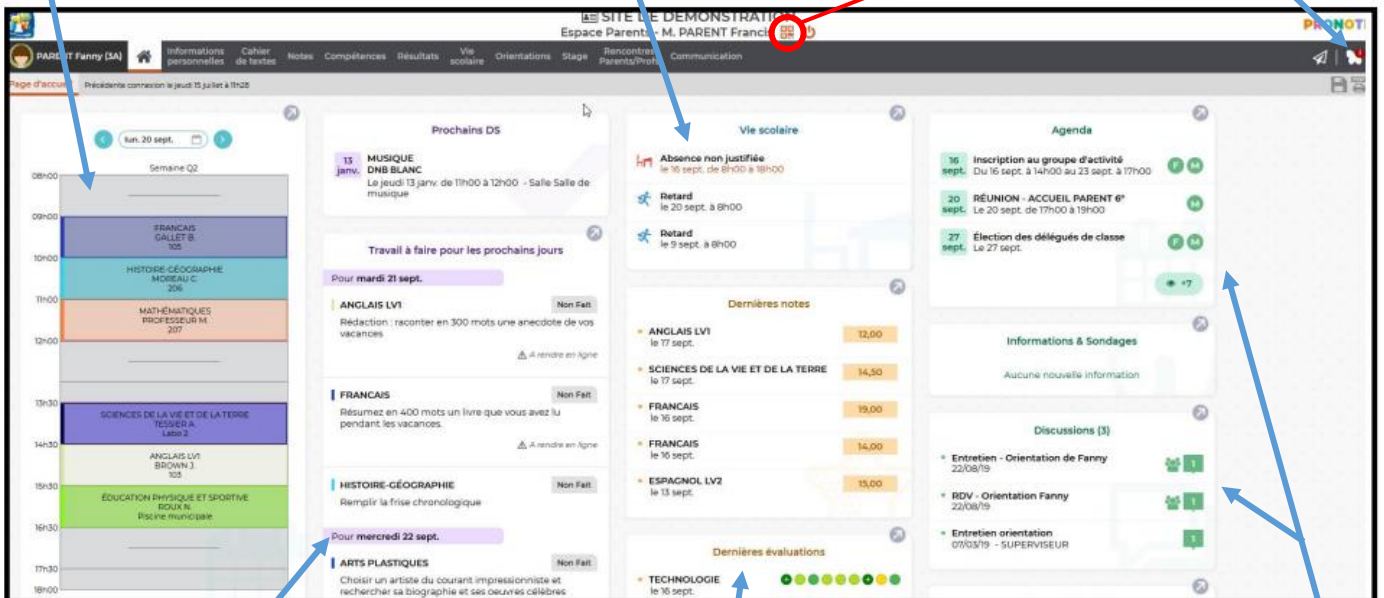 SITE DE DEMONSTRATION
Espace Parents - M. PARENT Francis
PRONOT
PARENT Fanny (3A)
Informations personnelles
Cahier de textes
Notes
Compétences
Résultats
Vie scolaire
Orientations
Stage
Rencontres Parents/Profs
Communication
Page d'accueil
Précédente connexion le jeudi 15 juillet à 11h28
lun. 20 sept.
Semaine Q2
08h00
09h00
FRANCAIS
GALLET B.
105
10h00
HISTOIRE-GÉOGRAPHIE
MOREAU C.
206
11h00
MATHÉMATIQUES
PROFESSEUR M.
207
12h00
13h30
SCIENCES DE LA VIE ET DE LA TERRE
TESSIER A.
Labo 2
14h30
ANGLAIS LV1
BROWN J.
103
15h30
ÉDUCATION PHYSIQUE ET SPORTIVE
ROUX N.
Piscine municipale
16h30
17h30
18h00
Prochains DS
13 janv.
MUSIQUE
DNB BLANC
Le jeudi 13 janv. de 11h00 à 12h00 - Salle Salle de
musique
Travail à faire pour les prochains jours
Pour mardi 21 sept.
ANGLAIS LV1
Non Fait
Rédaction : raconter en 300 mots une anecdote de vos
vacances
A rendre en ligne
FRANCAIS
Non Fait
Résumez en 400 mots un livre que vous avez lu
pendant les vacances.
A rendre en ligne
HISTOIRE-GÉOGRAPHIE
Non Fait
Remplir la frise chronologique
Pour mercredi 22 sept.
ARTS PLASTIQUES
Non Fait
Choisir un artiste du courant impressionniste et
rechercher sa biographie et ses oeuvres célèbres
Vie scolaire
Absence non justifiée
le 16 sept. de 8h00 à 18h00
Retard
le 20 sept. à 8h00
Retard
le 9 sept. à 8h00
Dernières notes
ANGLAIS LV1
le 17 sept.
12,00
SCIENCES DE LA VIE ET DE LA TERRE
le 17 sept.
14,50
FRANCAIS
le 16 sept.
19,00
FRANCAIS
le 16 sept.
14,00
ESPAGNOL LV2
le 13 sept.
15,00
Dernières évaluations
TECHNOLOGIE
le 16 sept.
Agenda
16 sept.
Inscription au groupe d'activité
Du 16 sept. à 14h00 au 23 sept. à 17h00
F M
20 sept.
RÉUNION - ACCUEIL PARENT 6°
Le 20 sept. de 17h00 à 19h00
M
27 sept.
Élection des délégués de classe
Le 27 sept.
F M
+7
Informations & Sondages
Aucune nouvelle information
Discussions (3)
Entretien - Orientation de Fanny
22/08/19
1
RDV - Orientation Fanny
22/08/19
1
Entretien orientation
07/03/19 - SUPERVISEUR
1